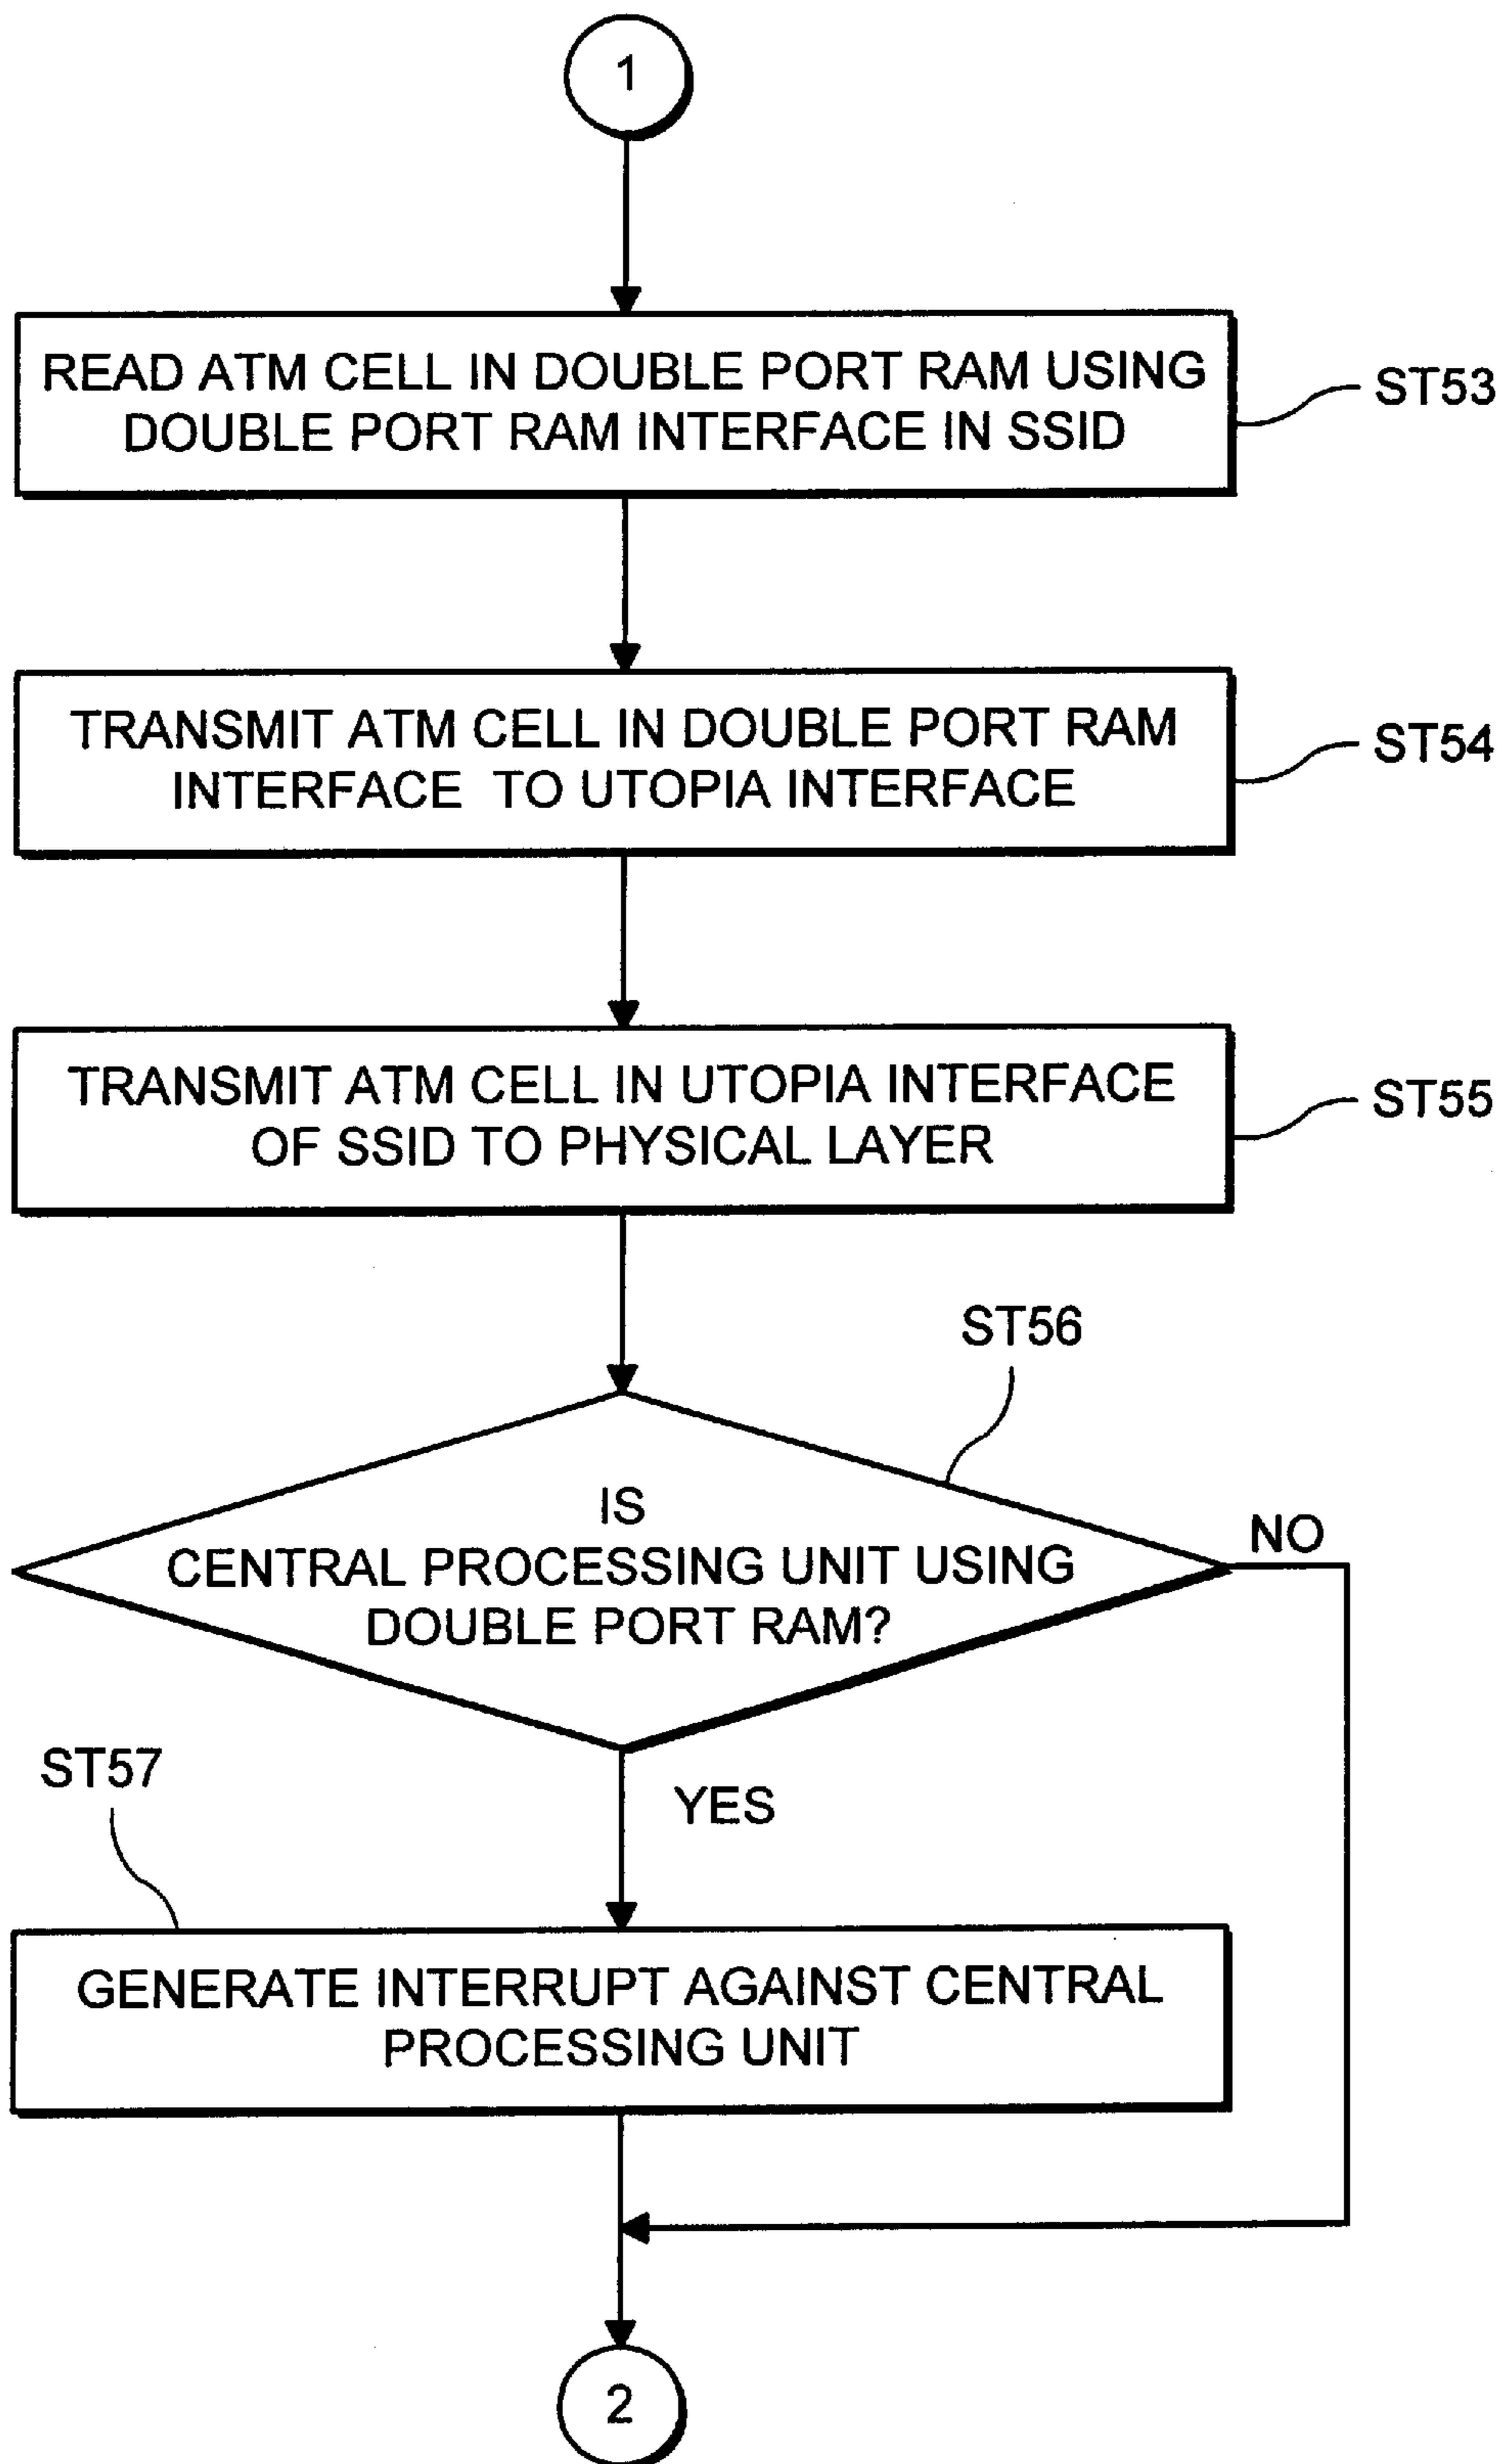 1
READ ATM CELL IN DOUBLE PORT RAM USING
DOUBLE PORT RAM INTERFACE IN SSID
ST53
TRANSMIT ATM CELL IN DOUBLE PORT RAM
INTERFACE TO UTOPIA INTERFACE
ST54
TRANSMIT ATM CELL IN UTOPIA INTERFACE
OF SSID TO PHYSICAL LAYER
ST55
ST56
IS
CENTRAL PROCESSING UNIT USING
DOUBLE PORT RAM?
NO
YES
ST57
GENERATE INTERRUPT AGAINST CENTRAL
PROCESSING UNIT
2